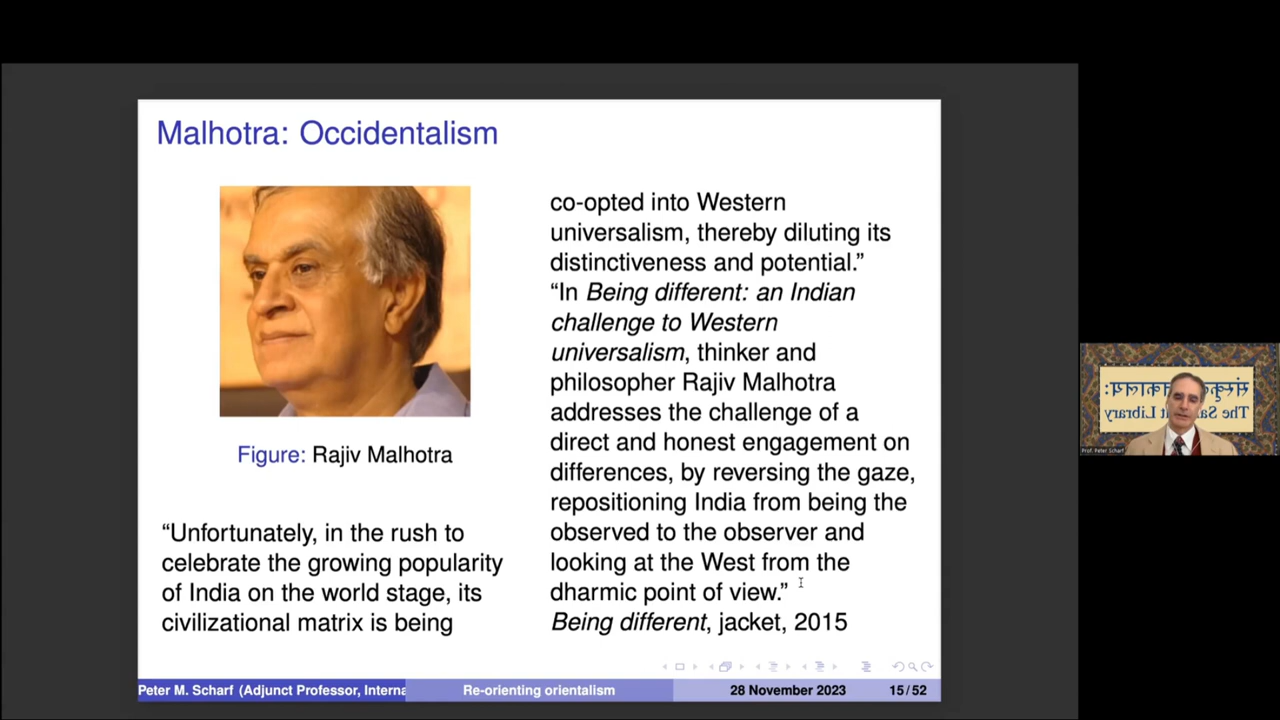 Malhotra: Occidentalism
Figure: Rajiv Malhotra
“Unfortunately, in the rush to
celebrate the growing popularity
of India on the world stage, its
civilizational matrix is being
co-opted into Western
universalism, thereby diluting its
distinctiveness and potential.”
“In Being different: an Indian
challenge to Western
universalism, thinker and
philosopher Rajiv Malhotra
addresses the challenge of a
direct and honest engagement on
differences, by reversing the gaze,
repositioning India from being the
observed to the observer and
looking at the West from the
dharmic point of view.”
Being different, jacket, 2015
Peter M. Scharf (Adjunct Professor, Interna
Re-orienting orientalism
28 November 2023
15 / 52
The Library
Prof. Peter Scharf